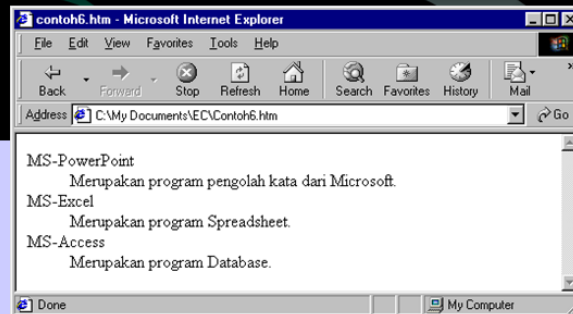 contoh6.htm - Microsoft Internet Explorer
File Edit View Favorites Tools Help
Back Forward Stop Refresh Home Search Favorites History Mail
Address C:\My Documents\EC\Contoh6.htm Go
MS-PowerPoint
Merupakan program pengolah kata dari Microsoft.
MS-Excel
Merupakan program Spreadsheet.
MS-Access
Merupakan program Database.
Done My Computer